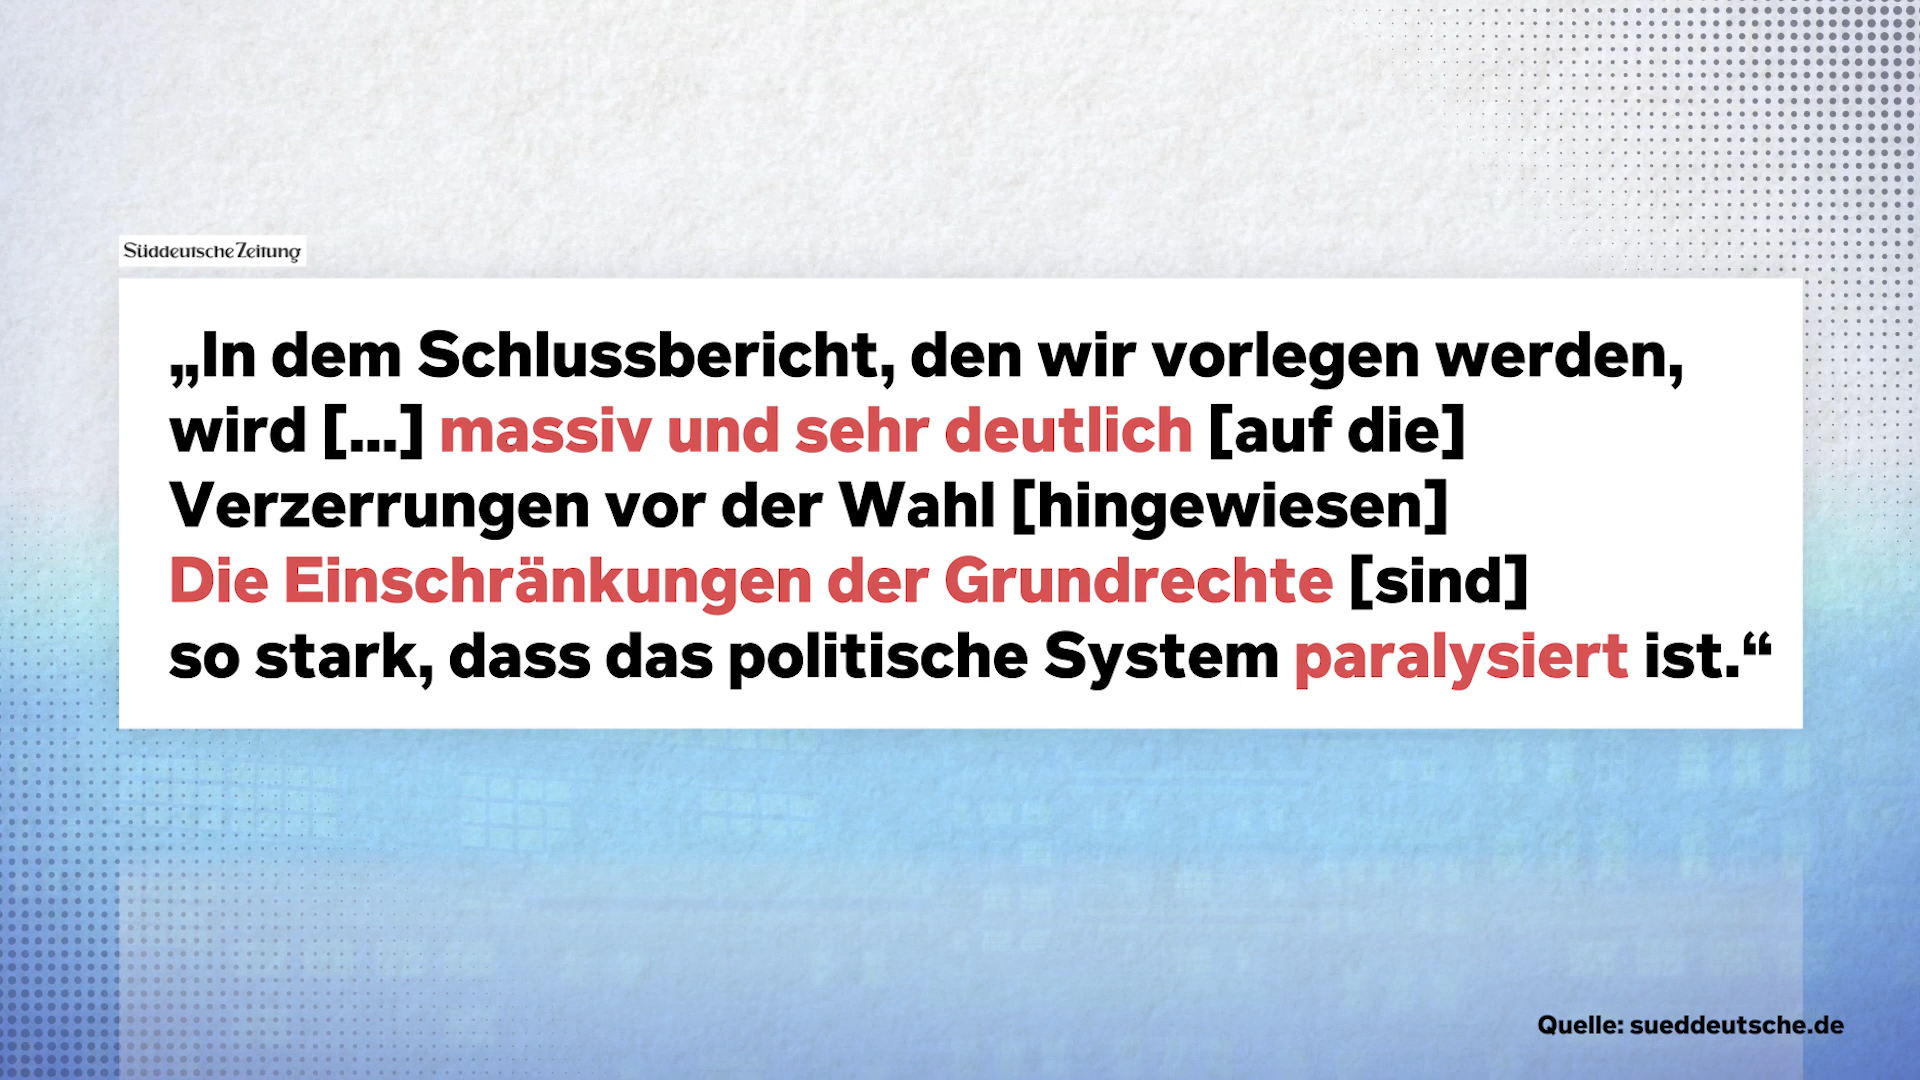 Süddeutsche Zeitung
„In dem Schlussbericht, den wir vorlegen werden,
wird [...] massiv und sehr deutlich [auf die]
Verzerrungen vor der Wahl [hingewiesen]
Die Einschränkungen der Grundrechte [sind]
so stark, dass das politische System paralysiert ist.“
Quelle: sueddeutsche.de